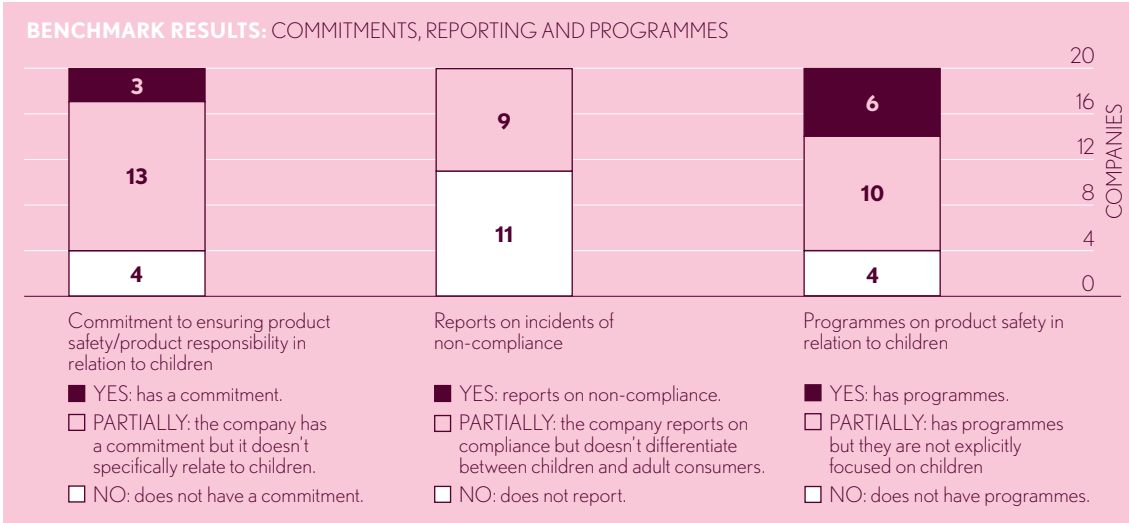 BENCHMARK RESULTS: COMMITMENTS, REPORTING AND PROGRAMMES
20
16
12
8
4
0
COMPANIES
3
13
4
9
11
6
10
4
Commitment to ensuring product
safety/product responsibility in
relation to children
YES: has a commitment.
PARTIALLY: the company has
a commitment but it doesn't
specifically relate to children.
NO: does not have a commitment.
Reports on incidents of
non-compliance
YES: reports on non-compliance.
PARTIALLY: the company reports on
compliance but doesn't differentiate
between children and adult consumers.
NO: does not report.
Programmes on product safety in
relation to children
YES: has programmes.
PARTIALLY: has programmes
but they are not explicitly
focused on children
NO: does not have programmes.